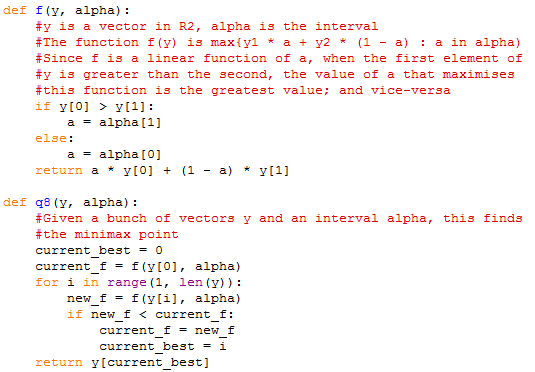 def f(y, alpha):
    #y is a vector in R2, alpha is the interval
    #The function f(y) is max{y1 * a + y2 * (1 - a) : a in alpha)
    #Since f is a linear function of a, when the first element of
    #y is greater than the second, the value of a that maximises
    #this function is the greatest value; and vice-versa
    if y[0] > y[1]:
        a = alpha[1]
    else:
        a = alpha[0]
    return a * y[0] + (1 - a) * y[1]

def q8(y, alpha):
    #Given a bunch of vectors y and an interval alpha, this finds
    #the minimax point
    current_best = 0
    current_f = f(y[0], alpha)
    for i in range(1, len(y)):
        new_f = f(y[i], alpha)
        if new_f < current_f:
            current_f = new_f
            current_best = i
    return y[current_best]